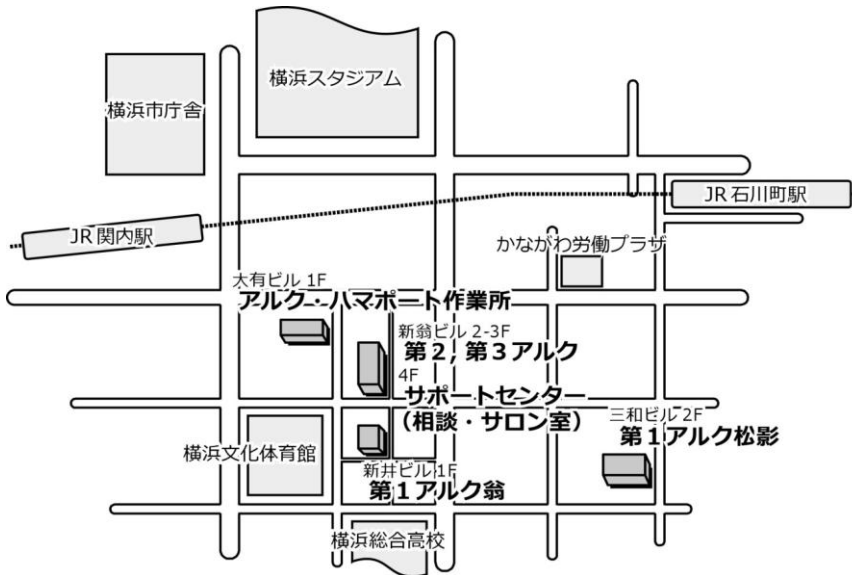 横浜スタジアム
横浜市庁舎
JR 石川町駅
JR 関内駅
かながわ労働プラザ
大有ビル 1F
アルク・ハマポート作業所
新翁ビル 2-3F
第２, 第３アルク
4F
サポートセンター
（相談・サロン室）
三和ビル 2F
第１アルク松影
横浜文化体育館
新井ビル 1F
第１アルク翁
横浜総合高校